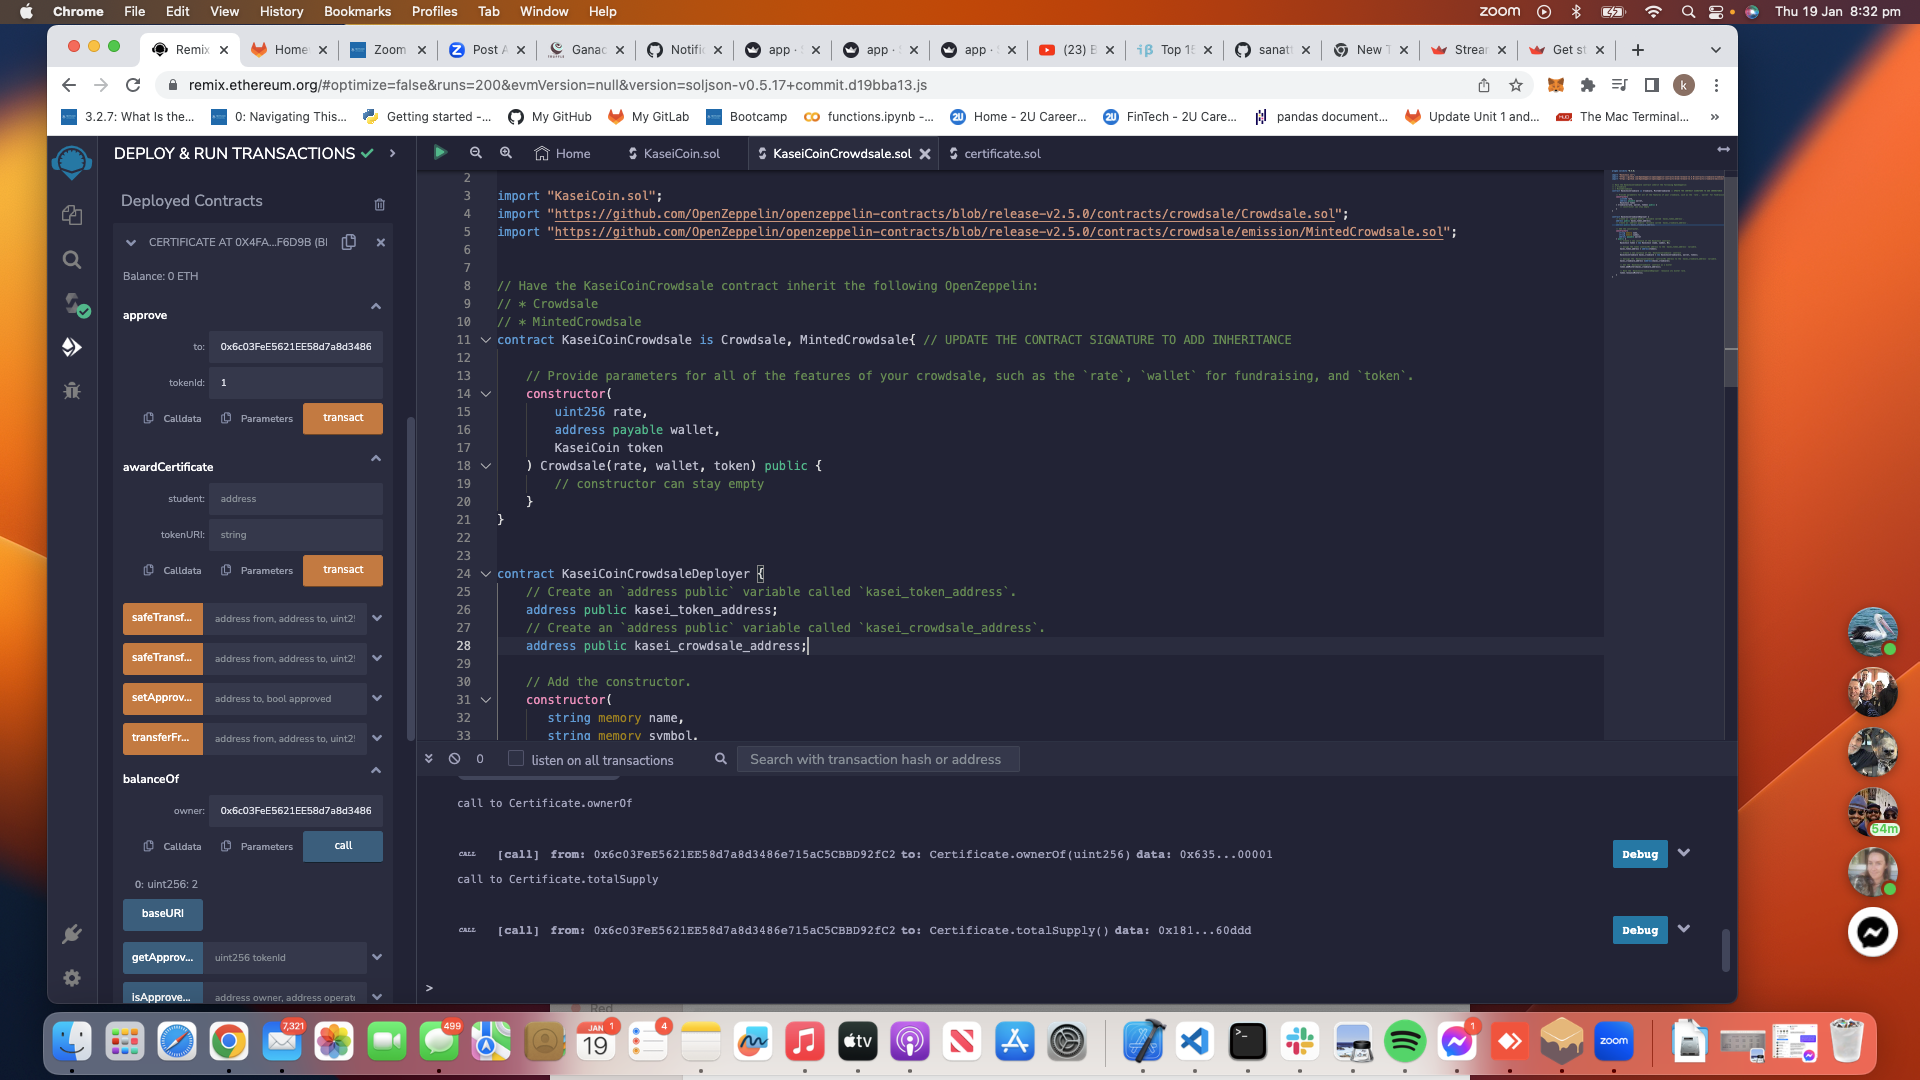 Chrome File Edit View History Bookmarks Profiles Tab Window Help
zoom Thu 19 Jan 8:32 pm
Remix Home Zoom Post A Ganac Notific app · app · app · (23) B Top 15 sanatt New T Strea Get st
remix.ethereum.org/#optimize=false&runs=200&evmVersion=null&version=soljson-v0.5.17+commit.d19bba13.js
k
3.2.7: What Is the... 0: Navigating This... Getting started -... My GitHub My GitLab Bootcamp functions.ipynb -... Home - 2U Career... FinTech - 2U Care... pandas document... Update Unit 1 and... The Mac Terminal... »
DEPLOY & RUN TRANSACTIONS
Deployed Contracts
CERTIFICATE AT 0X4FA...F6D9B (BI
Balance: 0 ETH
approve
to: 0x6c03FeE5621EE58d7a8d3486
tokenId: 1
Calldata Parameters transact
awardCertificate
student: address
tokenURI: string
Calldata Parameters transact
safeTransf... address from, address to, uint25
safeTransf... address from, address to, uint25
setApprov... address to, bool approved
transferFr... address from, address to, uint25
balanceOf
owner: 0x6c03FeE5621EE58d7a8d3486
Calldata Parameters call
0: uint256: 2
baseURI
getApprov... uint256 tokenId
isApprove... address owner, address operato
Home KaseiCoin.sol KaseiCoinCrowdsale.sol certificate.sol
2
3 import "KaseiCoin.sol";
4 import "https://github.com/OpenZeppelin/openzeppelin-contracts/blob/release-v2.5.0/contracts/crowdsale/Crowdsale.sol";
5 import "https://github.com/OpenZeppelin/openzeppelin-contracts/blob/release-v2.5.0/contracts/crowdsale/emission/MintedCrowdsale.sol";
6
7
8 // Have the KaseiCoinCrowdsale contract inherit the following OpenZeppelin:
9 // * Crowdsale
10 // * MintedCrowdsale
11 contract KaseiCoinCrowdsale is Crowdsale, MintedCrowdsale{ // UPDATE THE CONTRACT SIGNATURE TO ADD INHERITANCE
12
13 // Provide parameters for all of the features of your crowdsale, such as the `rate`, `wallet` for fundraising, and `token`.
14 constructor(
15 uint256 rate,
16 address payable wallet,
17 KaseiCoin token
18 ) Crowdsale(rate, wallet, token) public {
19 // constructor can stay empty
20 }
21 }
22
23
24 contract KaseiCoinCrowdsaleDeployer {
25 // Create an `address public` variable called `kasei_token_address`.
26 address public kasei_token_address;
27 // Create an `address public` variable called `kasei_crowdsale_address`.
28 address public kasei_crowdsale_address;
29
30 // Add the constructor.
31 constructor(
32 string memory name,
33 string memory symbol,
0 listen on all transactions Search with transaction hash or address
call to Certificate.ownerOf
CALL [call] from: 0x6c03FeE5621EE58d7a8d3486e715aC5CBBD92fC2 to: Certificate.ownerOf(uint256) data: 0x635...00001 Debug
call to Certificate.totalSupply
CALL [call] from: 0x6c03FeE5621EE58d7a8d3486e715aC5CBBD92fC2 to: Certificate.totalSupply() data: 0x181...60ddd Debug
>
54m
Red
7,321 499 JAN 19 1 4 tv 1 zoom